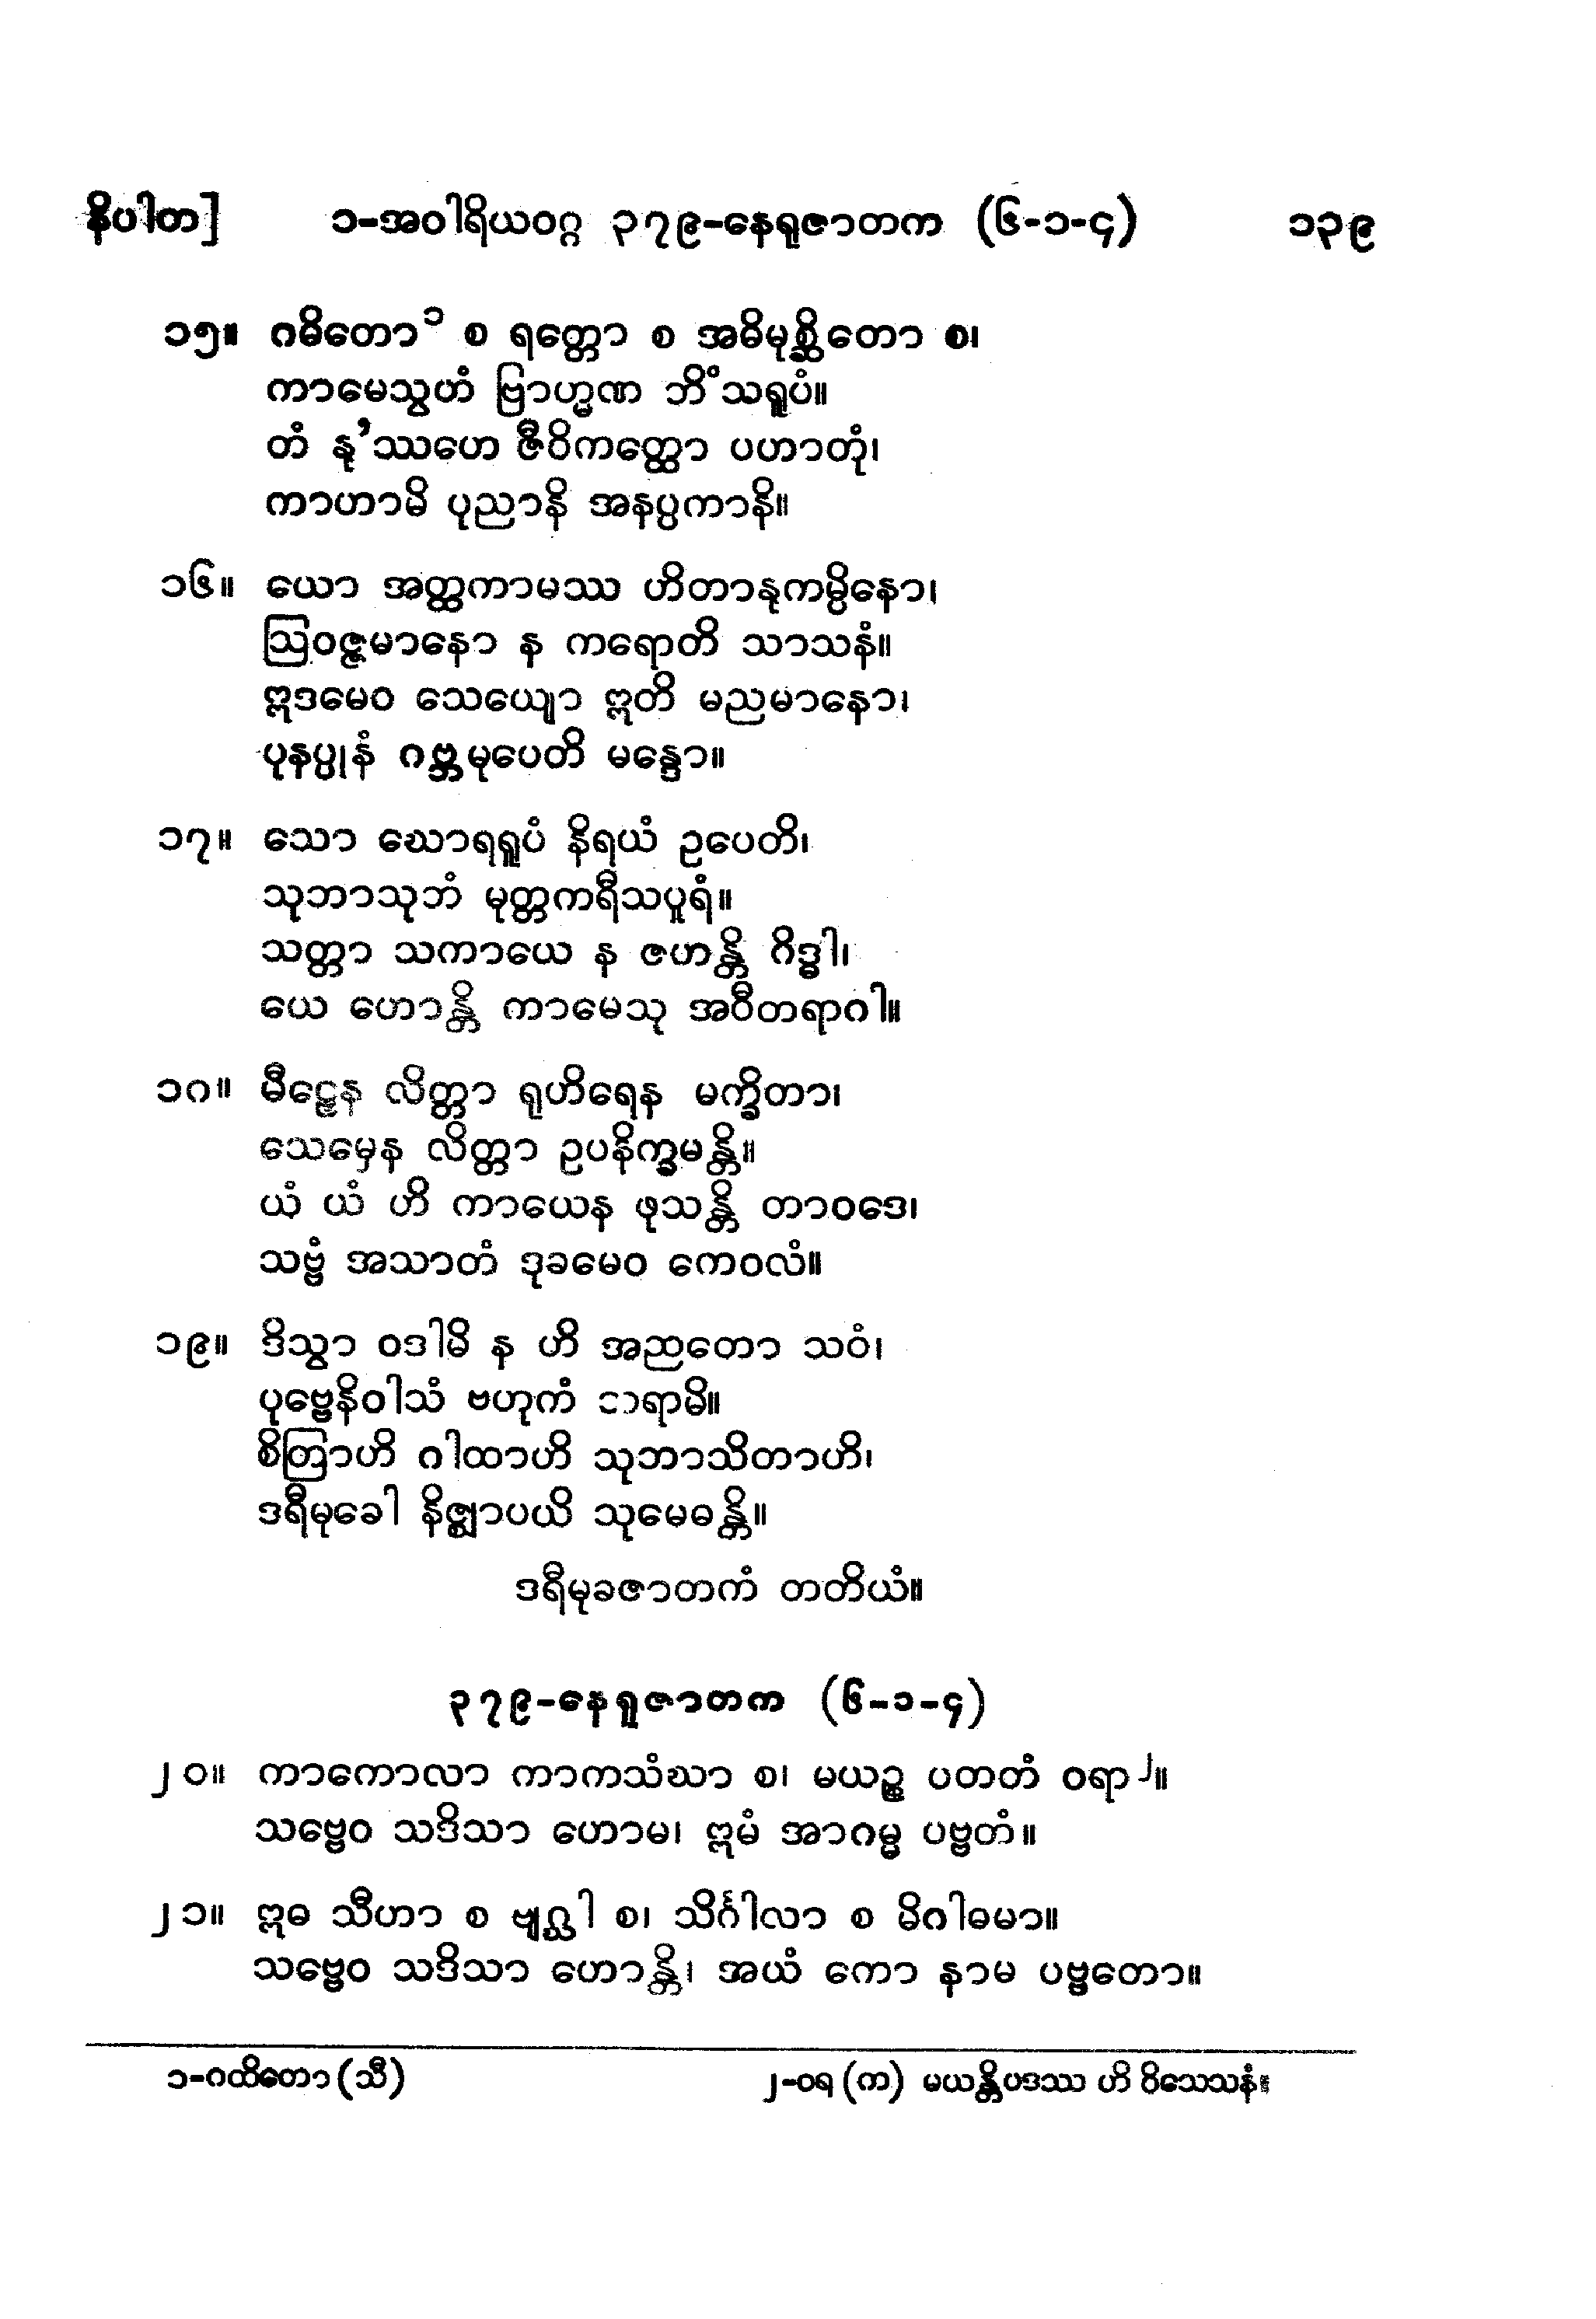 နိပါတ] ၁-အဝါရိယဝဂ္ဂ ၃၇၉-နေရူဇာတက (၆-၁-၄) ၁၃၉
၁၅။ ဂဓိတော၁ စ ရတ္တော စ အဓိမုစ္ဆိတော စ၊
ကာမေသွဟံ ဗြာဟ္မဏ ဘိံသရူပံ။
တံ နု’ဿဟေ ဇီဝိကတ္ထော ပဟာတုံ၊
ကာဟာမိ ပုညာနိ အနပ္ပကာနိ။
၁၆။ ယော အတ္ထကာမဿ ဟိတာနုကမ္ပိနော၊
ဩဝဇ္ဇမာနော န ကရောတိ သာသနံ။
ဣဒမေဝ သေယျော ဣတိ မညမာနော၊
ပုနပ္ပုနံ ဂဗ္ဘမုပေတိ မန္ဒော။
၁၇။ သော ဃောရရူပံ နိရယံ ဥပေတိ၊
သုဘာသုဘံ မုတ္တကရီသပူရံ။
သတ္တာ သကာယေ န ဇဟန္တိ ဂိဒ္ဓါ၊
ယေ ဟောန္တိ ကာမေသု အဝီတရာဂါ။
၁၈။ မီဠှေန လိတ္တာ ရုဟိရေန မက္ခိတာ၊
သေမှေန လိတ္တာ ဥပနိက္ခမန္တိ။
ယံ ယံ ဟိ ကာယေန ဖုသန္တိ တာဝဒေ၊
သဗ္ဗံ အသာတံ ဒုခမေဝ ကေဝလံ။
၁၉။ ဒိသွာ ဝဒါမိ န ဟိ အညတော သဝံ၊
ပုဗ္ဗေနိဝါသံ ဗဟုကံ သရာမိ။
စိတြာဟိ ဂါထာဟိ သုဘာသိတာဟိ၊
ဒရီမုခေါ နိဇ္ဈာပယိ သုမေဓန္တိ။
ဒရီမုခဇာတကံ တတိယံ။
၃၇၉-နေရူဇာတက (၆-၁-၄)
၂၀။ ကာကောလာ ကာကသံဃာ စ၊ မယဉ္စ ပတတံ ဝရာ၂။
သဗ္ဗေဝ သဒိသာ ဟောမ၊ ဣမံ အာဂမ္မ ပဗ္ဗတံ။
၂၁။ ဣဓ သီဟာ စ ဗျဂ္ဃါ စ၊ သိင်္ဂါလာ စ မိဂါဓမာ။
သဗ္ဗေဝ သဒိသာ ဟောန္တိ၊ အယံ ကော နာမ ပဗ္ဗတော။
၁-ဂထိတော (သီ) ၂-ဝရ (က) မယန္တိပဒဿ ဟိ ဝိသေသနံ။